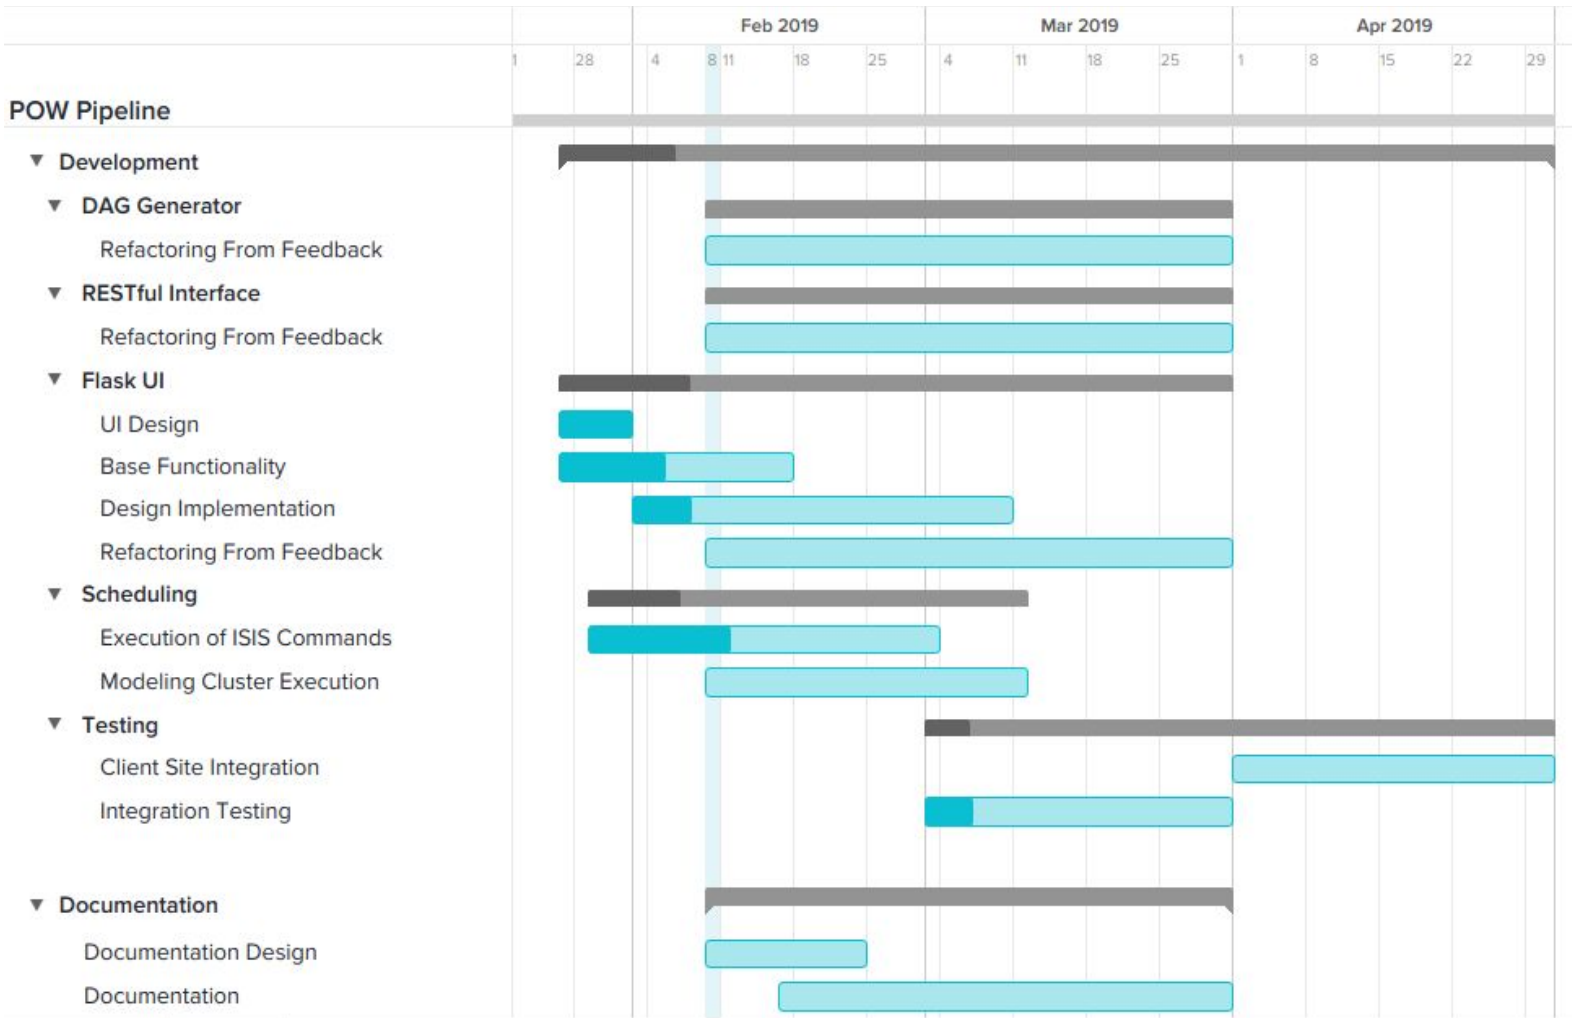 Feb 2019 Mar 2019 Apr 2019
1 28 4 8 11 18 25 4 11 18 25 1 8 15 22 29
POW Pipeline
Development
DAG Generator
Refactoring From Feedback
RESTful Interface
Refactoring From Feedback
Flask UI
UI Design
Base Functionality
Design Implementation
Refactoring From Feedback
Scheduling
Execution of ISIS Commands
Modeling Cluster Execution
Testing
Client Site Integration
Integration Testing
Documentation
Documentation Design
Documentation